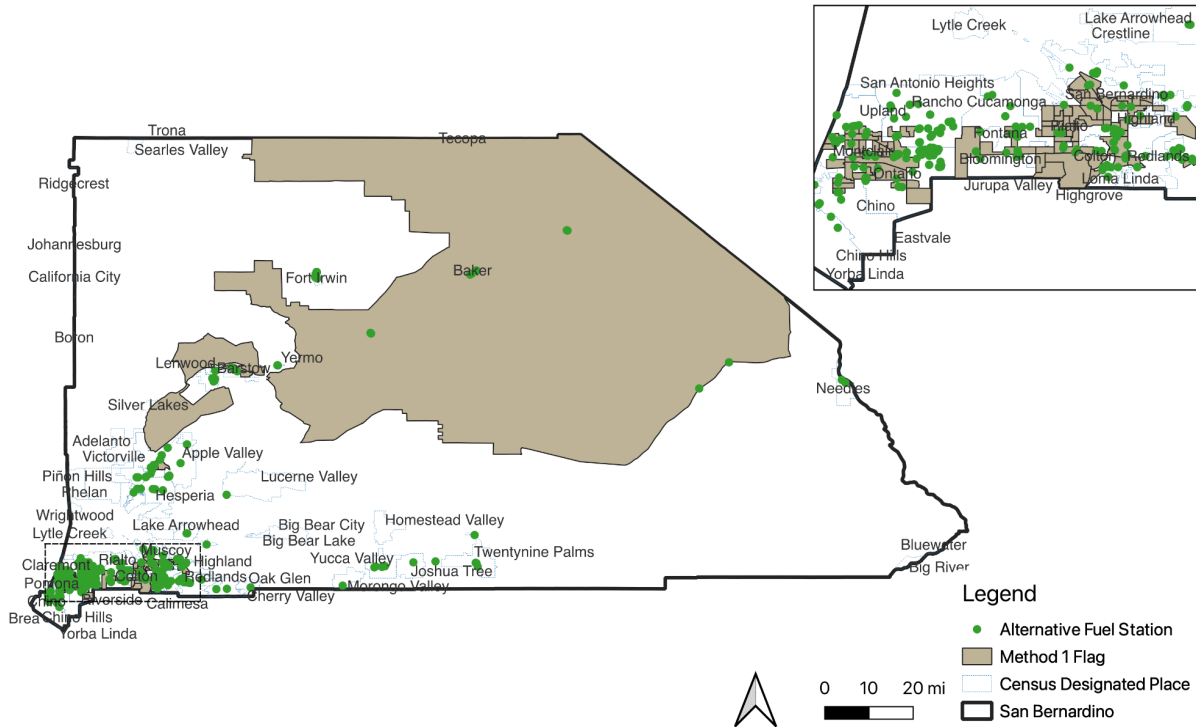 Trona
Tecopa
Searles Valley
Ridgecrest
Johannesburg
California City
Fort Irwin
Baker
Boron
Yermo
Lenwood
Barstow
Needles
Silver Lakes
Adelanto
Victorville
Apple Valley
Piñon Hills
Phelan
Hesperia
Lucerne Valley
Wrightwood
Lytle Creek
Lake Arrowhead
Big Bear City
Big Bear Lake
Homestead Valley
Yucca Valley
Twentynine Palms
Joshua Tree
Morongo Valley
Muscoy
Claremont
Rialto
Highland
Pomona
Colton
Redlands
Oak Glen
Cherry Valley
Chino
Riverside
Calimesa
Brea
Chino Hills
Yorba Linda
Bluewater
Big River
Lytle Creek
Lake Arrowhead
Crestline
San Antonio Heights
San Bernardino
Upland
Rancho Cucamonga
Highland
Fontana
Rialto
Montclair
Bloomington
Colton
Redlands
Ontario
Loma Linda
Jurupa Valley
Highgrove
Chino
Eastvale
Chino Hills
Yorba Linda
Legend
Alternative Fuel Station
Method 1 Flag
Census Designated Place
San Bernardino
0 10 20 mi